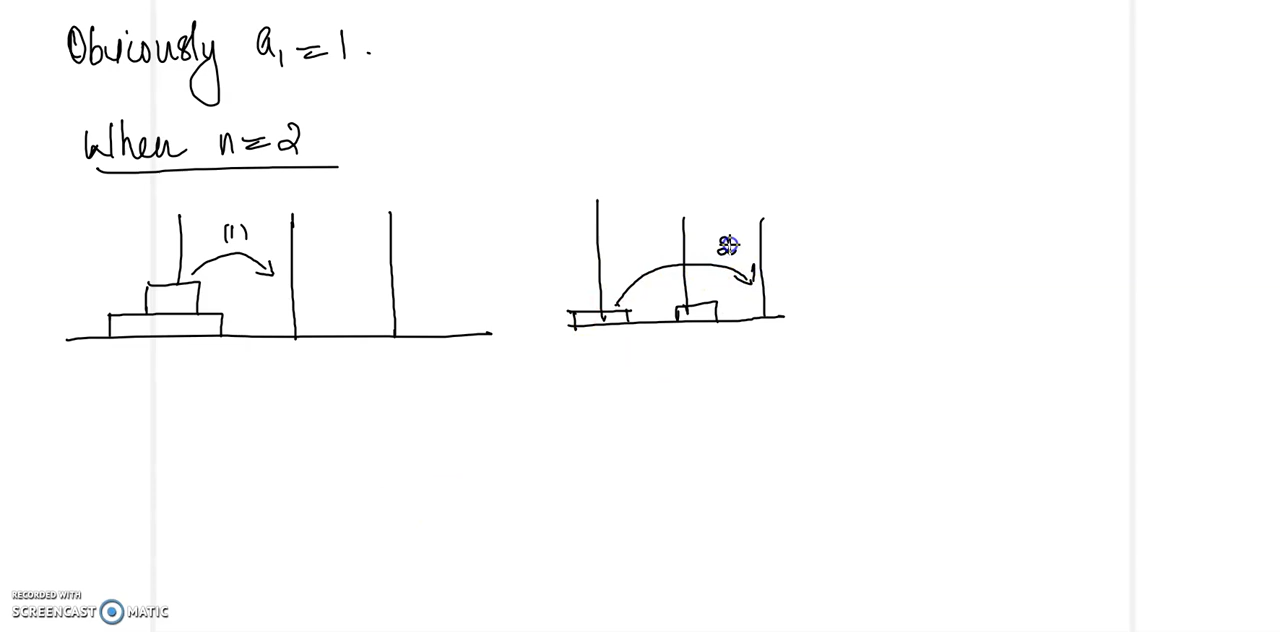 Obviously a₁ = 1.
When n=2
(1)
RECORDED WITH
SCREENCAST MATIC